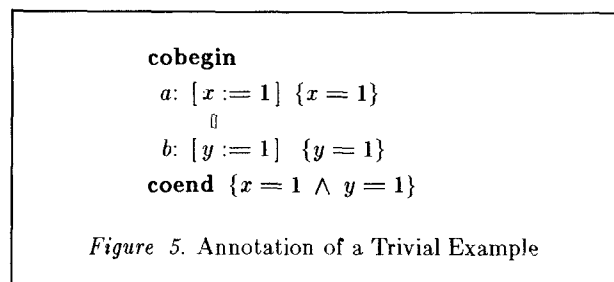 cobegin
a: [x := 1] {x = 1}
▯
b: [y := 1] {y = 1}
coend {x = 1 ∧ y = 1}
Figure 5. Annotation of a Trivial Example